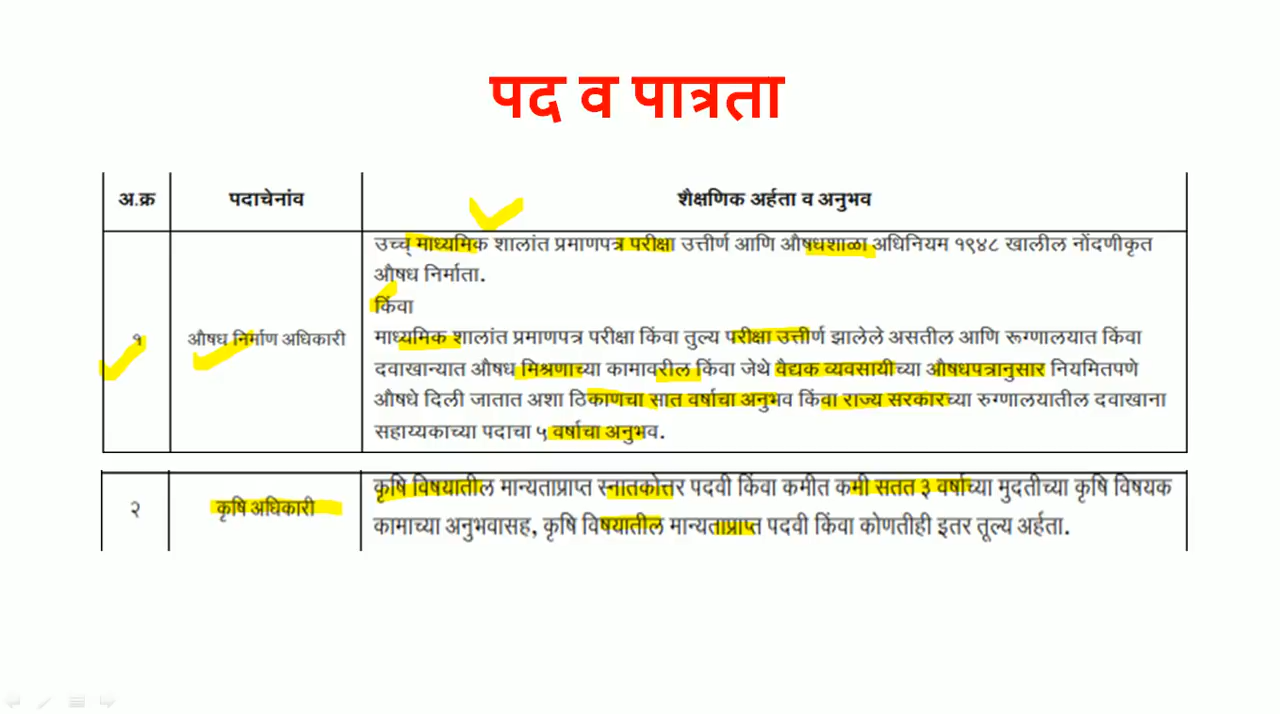 पद व पात्रता
अ.क्र पदाचेनांव शैक्षणिक अर्हता व अनुभव
उच्च् माध्यमिक शालांत प्रमाणपत्र परीक्षा उत्तीर्ण आणि औषधशाळा अधिनियम १९४८ खालील नोंदणीकृत
औषध निर्माता.
किंवा
१ औषध निर्माण अधिकारी
माध्यमिक शालांत प्रमाणपत्र परीक्षा किंवा तुल्य परीक्षा उत्तीर्ण झालेले असतील आणि रूग्णालयात किंवा
दवाखान्यात औषध मिश्रणाच्या कामावरील किंवा जेथे वैद्यक व्यवसायीच्या औषधपत्रानुसार नियमितपणे
औषधे दिली जातात अशा ठिकाणचा सात वर्षाचा अनुभव किंवा राज्य सरकारच्या रुग्णालयातील दवाखाना
सहाय्यकाच्या पदाचा ५ वर्षाचा अनुभव.
२ कृषि अधिकारी
कृषि विषयातील मान्यताप्राप्त स्नातकोत्तर पदवी किंवा कमीत कमी सतत ३ वर्षाच्या मुदतीच्या कृषि विषयक
कामाच्या अनुभवासह, कृषि विषयातील मान्यताप्राप्त पदवी किंवा कोणतीही इतर तूल्य अर्हता.